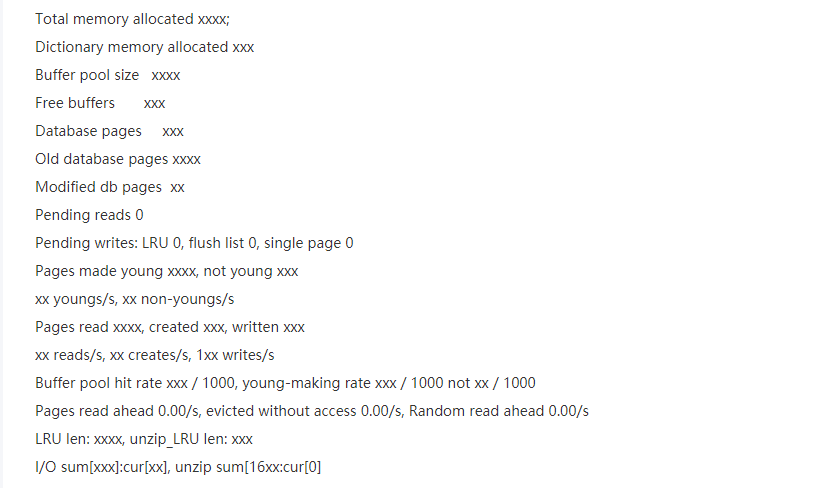 Total memory allocated xxxx;
Dictionary memory allocated xxx
Buffer pool size   xxxx
Free buffers       xxx
Database pages     xxx
Old database pages xxxx
Modified db pages  xx
Pending reads 0
Pending writes: LRU 0, flush list 0, single page 0
Pages made young xxxx, not young xxx
xx youngs/s, xx non-youngs/s
Pages read xxxx, created xxx, written xxx
xx reads/s, xx creates/s, 1xx writes/s
Buffer pool hit rate xxx / 1000, young-making rate xxx / 1000 not xx / 1000
Pages read ahead 0.00/s, evicted without access 0.00/s, Random read ahead 0.00/s
LRU len: xxxx, unzip_LRU len: xxx
I/O sum[xxx]:cur[xx], unzip sum[16xx:cur[0]